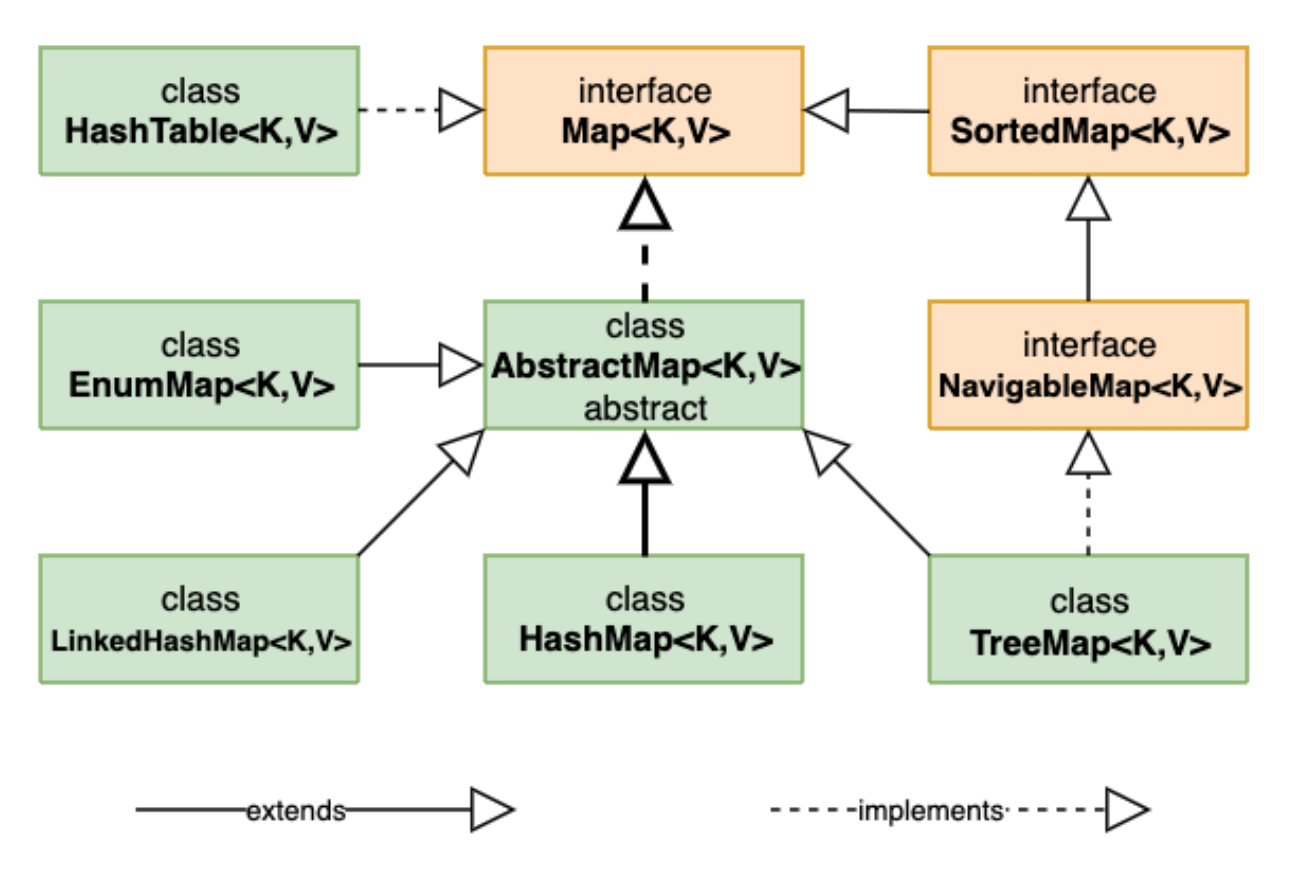 class
HashTable<K,V>
interface
Map<K,V>
interface
SortedMap<K,V>
class
EnumMap<K,V>
class
AbstractMap<K,V>
abstract
interface
NavigableMap<K,V>
class
LinkedHashMap<K,V>
class
HashMap<K,V>
class
TreeMap<K,V>
extends
implements